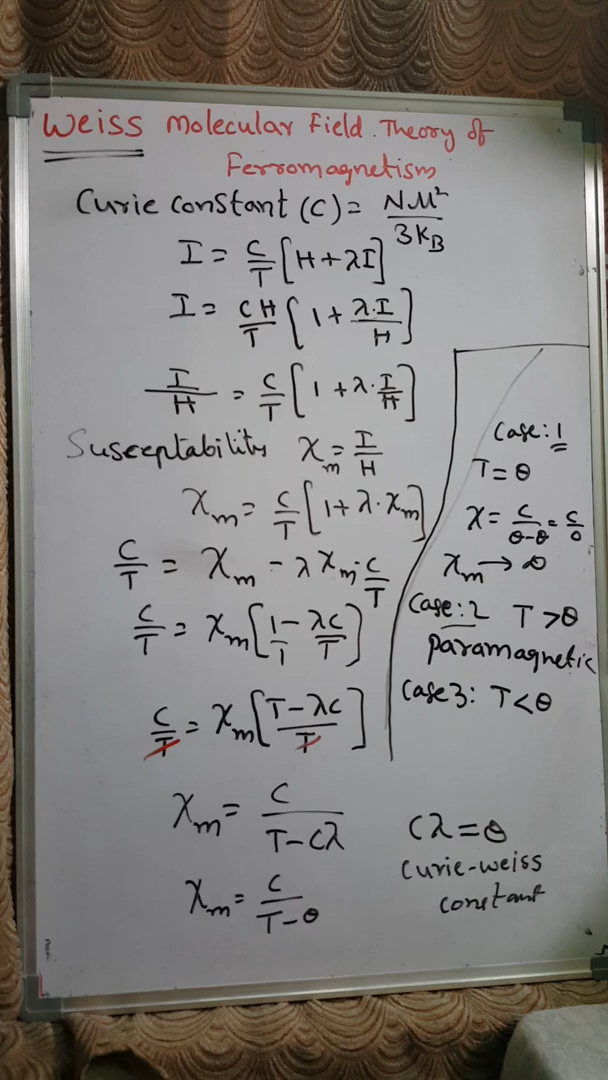 Weiss Molecular Field Theory of
Ferromagnetism
Curie constant (C) = Nμ²/3K_B
I = C/T [H + λI]
I = CH/T [1 + λ.I/H]
I/H = C/T [1 + λ.I/H]
Susceptability χ_m = I/H
χ_m = C/T [1 + λ.χ_m]
C/T = χ_m - λχ_m.C/T
C/T = χ_m [1/1 - λC/T]
C/T = χ_m [T-λC/T]
χ_m = C/T-Cλ
χ_m = C/T-θ
Cλ = θ
Curie-weiss
constant
Case:1
T = θ
χ = C/θ-θ = C/0
χ_m → ∞
Case:2 T>θ
paramagnetic
Case3: T<θ